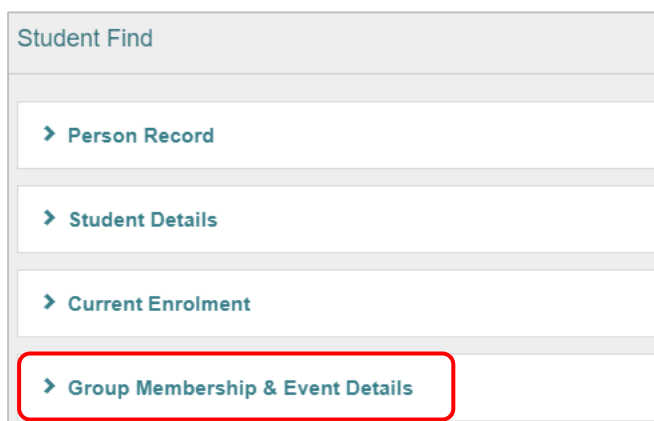 Student Find
Person Record
Student Details
Current Enrolment
Group Membership & Event Details